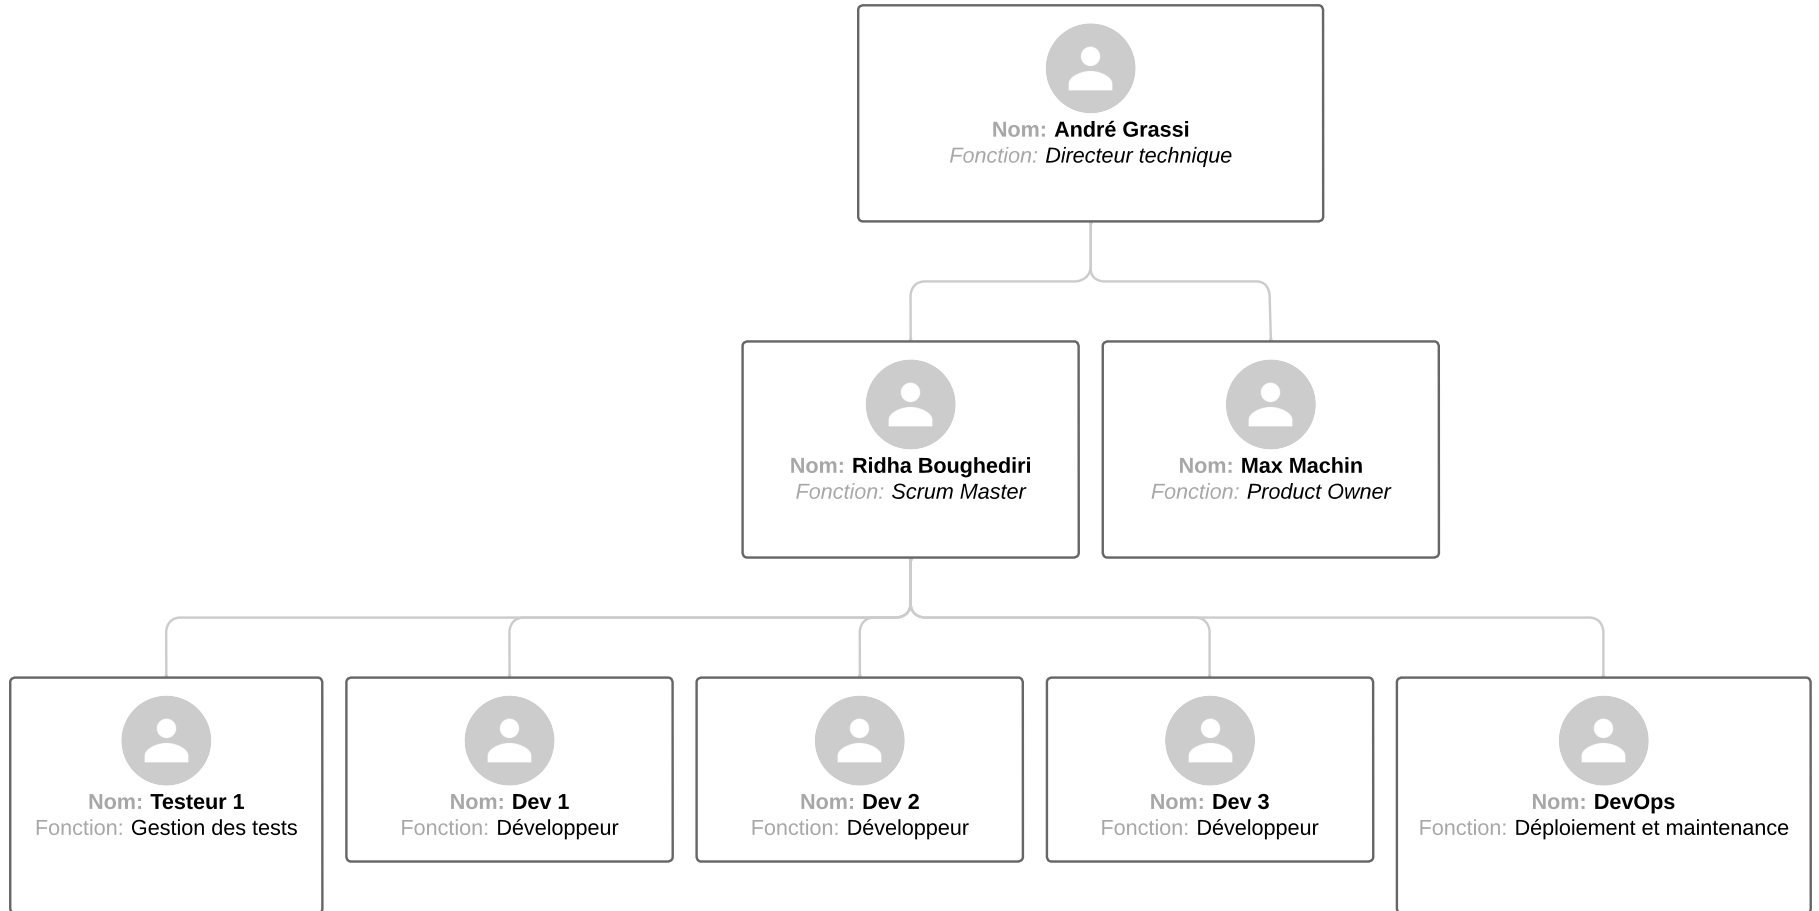 Nom: André Grassi
Fonction: Directeur technique
Nom: Ridha Boughediri
Fonction: Scrum Master
Nom: Max Machin
Fonction: Product Owner
Nom: Testeur 1
Fonction: Gestion des tests
Nom: Dev 1
Fonction: Développeur
Nom: Dev 2
Fonction: Développeur
Nom: Dev 3
Fonction: Développeur
Nom: DevOps
Fonction: Déploiement et maintenance